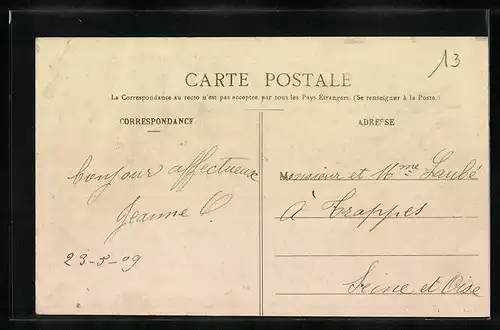 13
CARTE POSTALE
La Correspondance au recto n'est pas acceptée par tous les Pays Étrangers. (Se renseigner à la Poste.)
CORRESPONDANCE
ADRESSE
bonjour affectueux
Jeanne C.
23-5-09
Monsieur et Mme Laubé
à Trappes
Seine et Oise